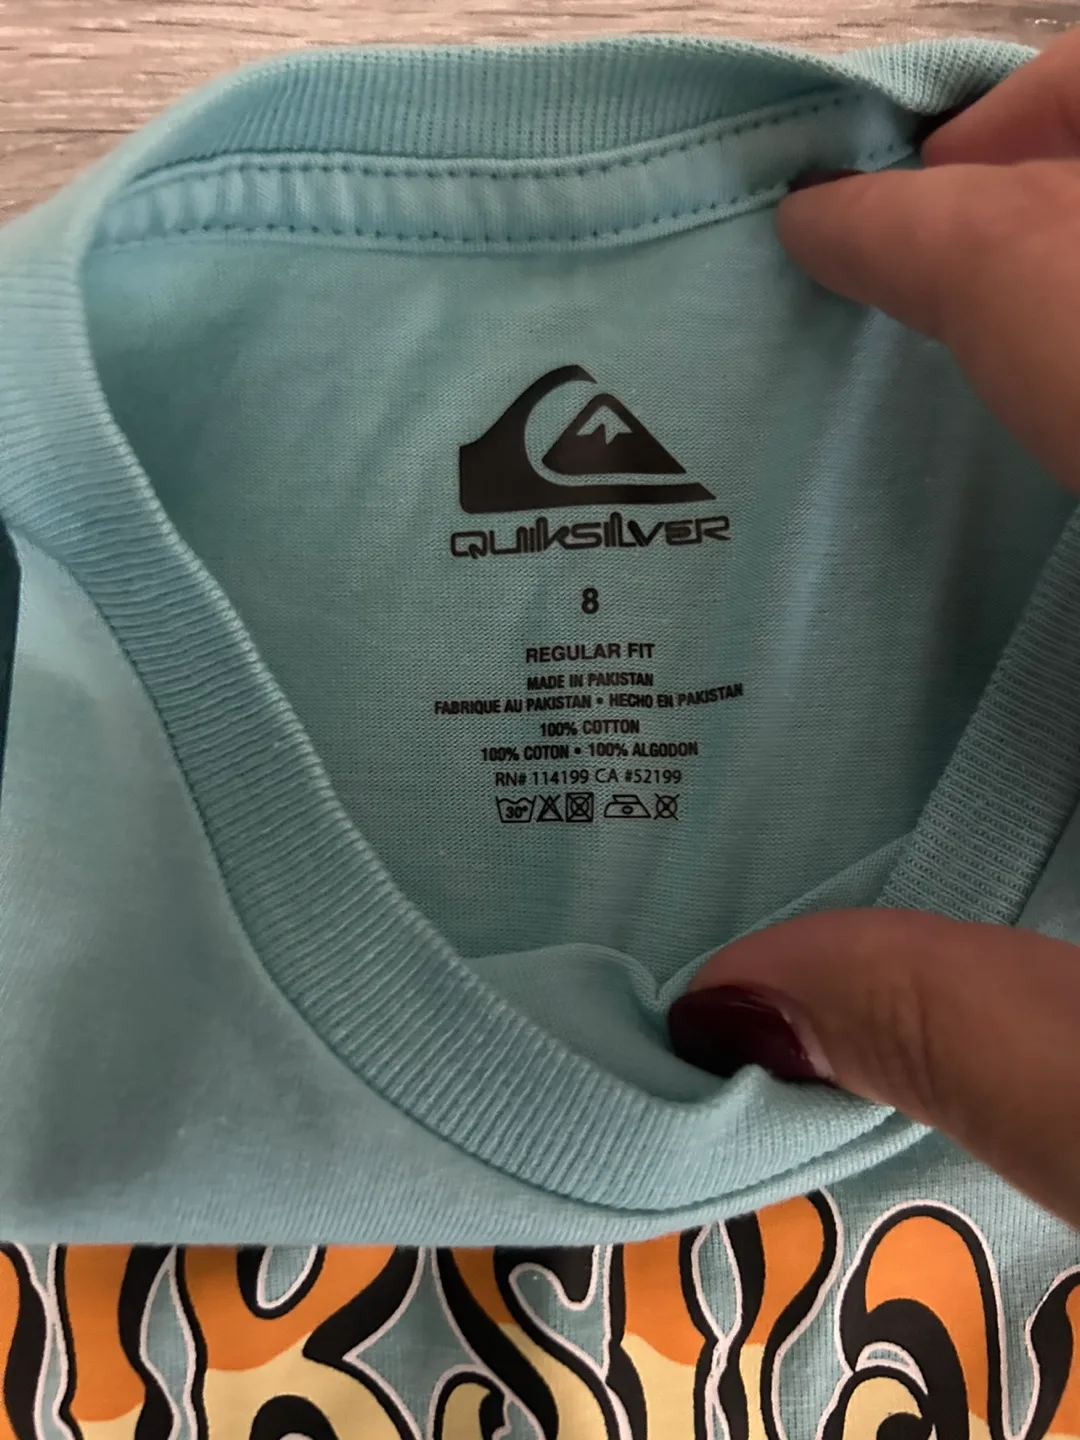 QUIKSILVER
8
REGULAR FIT
MADE IN PAKISTAN
FABRIQUE AU PAKISTAN • HECHO EN PAKISTAN
100% COTTON
100% COTON • 100% ALGODON
RN# 114199 CA #52199
30°